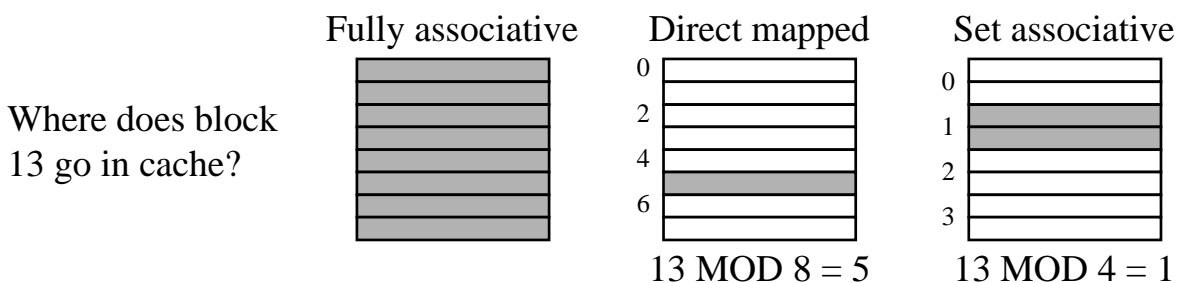 Fully associative
Direct mapped
Set associative
Where does block
13 go in cache?
0
2
4
6
0
1
2
3
13 MOD 8 = 5
13 MOD 4 = 1